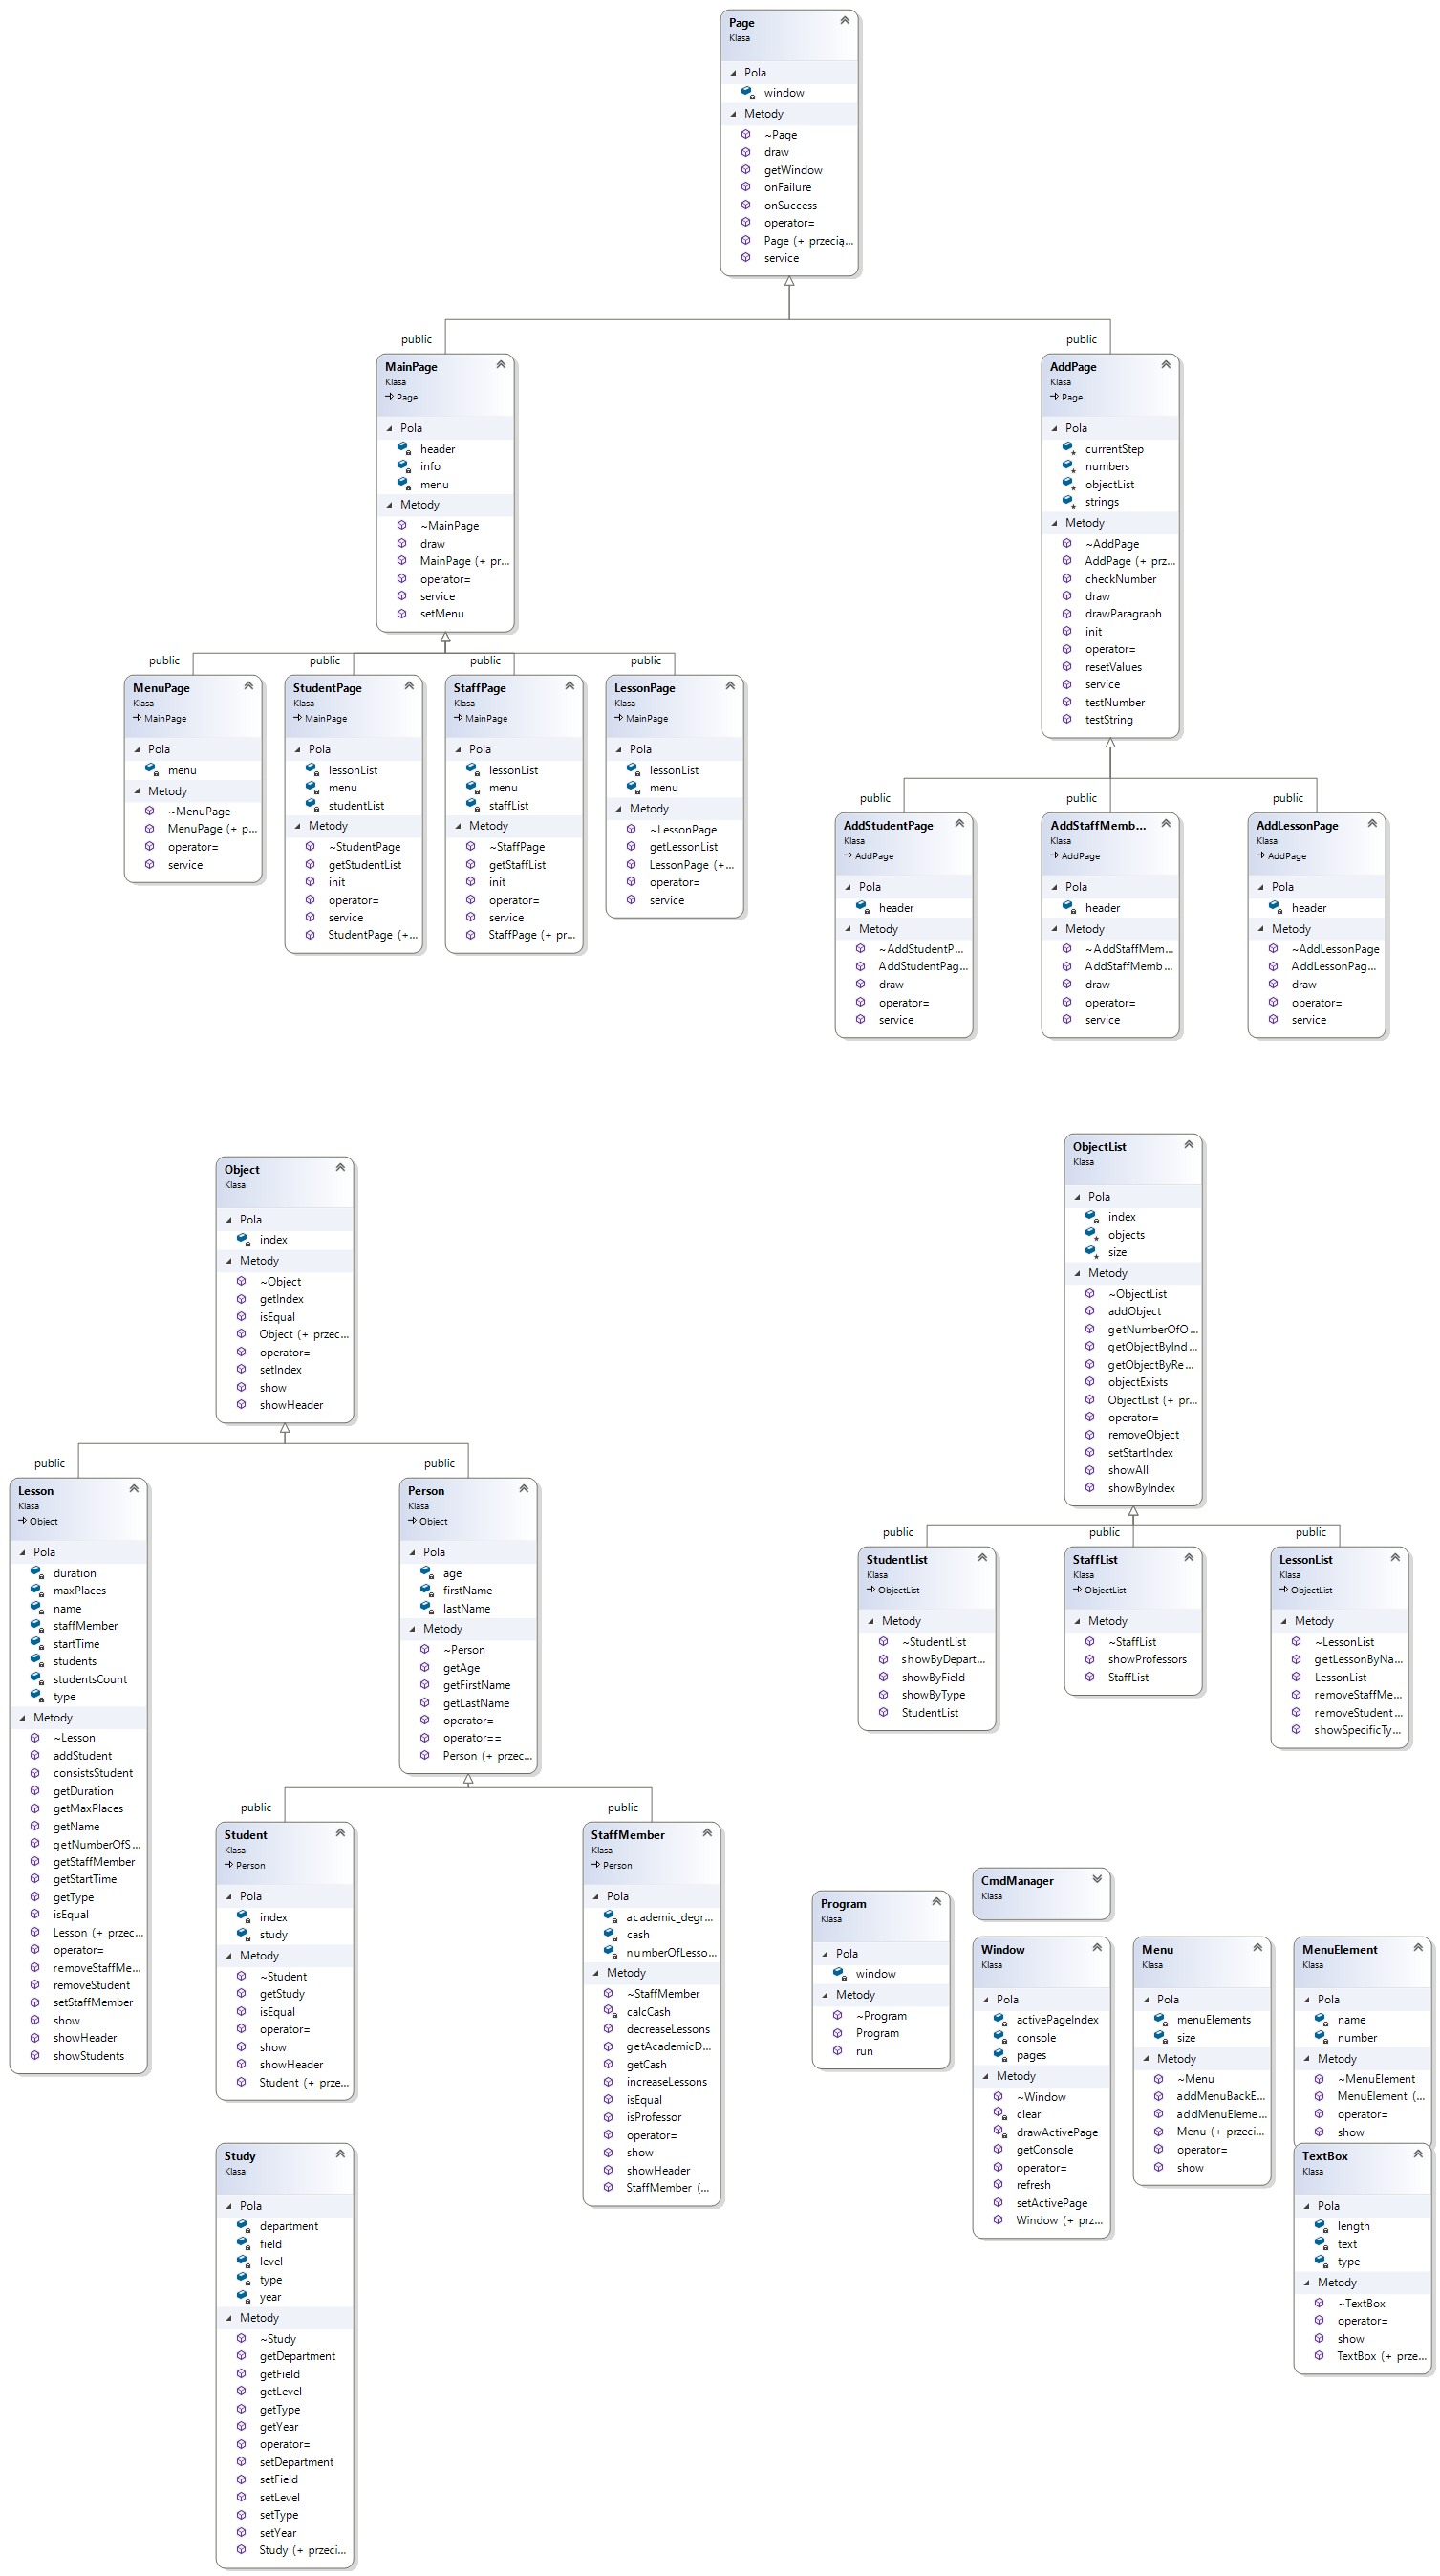 Page
Klasa
Pola
window
Metody
~Page
draw
getWindow
onFailure
onSuccess
operator=
Page (+ przecią...
service
public
public
MainPage
Klasa
Page
Pola
header
info
menu
Metody
~MainPage
draw
MainPage (+ pr...
operator=
service
setMenu
AddPage
Klasa
Page
Pola
currentStep
numbers
objectList
strings
Metody
~AddPage
AddPage (+ prz...
checkNumber
draw
drawParagraph
init
operator=
resetValues
service
testNumber
testString
public
public
public
public
MenuPage
Klasa
MainPage
Pola
menu
Metody
~MenuPage
MenuPage (+ p...
operator=
service
StudentPage
Klasa
MainPage
Pola
lessonList
menu
studentList
Metody
~StudentPage
getStudentList
init
operator=
service
StudentPage (+...
StaffPage
Klasa
MainPage
Pola
lessonList
menu
staffList
Metody
~StaffPage
getStaffList
init
operator=
service
StaffPage (+ pr...
LessonPage
Klasa
MainPage
Pola
lessonList
menu
Metody
~LessonPage
getLessonList
LessonPage (+...
operator=
service
public
public
public
AddStudentPage
Klasa
AddPage
Pola
header
Metody
~AddStudentP...
AddStudentPag...
draw
operator=
service
AddStaffMemb...
Klasa
AddPage
Pola
header
Metody
~AddStaffMem...
AddStaffMemb...
draw
operator=
service
AddLessonPage
Klasa
AddPage
Pola
header
Metody
~AddLessonPage
AddLessonPag...
draw
operator=
service
Object
Klasa
Pola
index
Metody
~Object
getIndex
isEqual
Object (+ przec...
operator=
setIndex
show
showHeader
ObjectList
Klasa
Pola
index
objects
size
Metody
~ObjectList
addObject
getNumberOfO...
getObjectByInd...
getObjectByRe...
objectExists
ObjectList (+ pr...
operator=
removeObject
setStartIndex
showAll
showByIndex
public
public
Lesson
Klasa
Object
Pola
duration
maxPlaces
name
staffMember
startTime
students
studentsCount
type
Metody
~Lesson
addStudent
consistsStudent
getDuration
getMaxPlaces
getName
getNumberOfS...
getStaffMember
getStartTime
getType
isEqual
Lesson (+ przec...
operator=
removeStaffMe...
removeStudent
setStaffMember
show
showHeader
showStudents
Person
Klasa
Object
Pola
age
firstName
lastName
Metody
~Person
getAge
getFirstName
getLastName
operator=
operator==
Person (+ przec...
public
public
public
StudentList
Klasa
ObjectList
Metody
~StudentList
showByDepart...
showByField
showByType
StudentList
StaffList
Klasa
ObjectList
Metody
~StaffList
showProfessors
StaffList
LessonList
Klasa
ObjectList
Metody
~LessonList
getLessonByNa...
LessonList
removeStaffMe...
removeStudent...
showSpecificTy...
public
public
Student
Klasa
Person
Pola
index
study
Metody
~Student
getStudy
isEqual
operator=
show
showHeader
Student (+ prze...
StaffMember
Klasa
Person
Pola
academic_degr...
cash
numberOfLesso...
Metody
~StaffMember
calcCash
decreaseLessons
getAcademicD...
getCash
increaseLessons
isEqual
isProfessor
operator=
show
showHeader
StaffMember (...
Program
Klasa
Pola
window
Metody
~Program
Program
run
CmdManager
Klasa
Window
Klasa
Pola
activePageIndex
console
pages
Metody
~Window
clear
drawActivePage
getConsole
operator=
refresh
setActivePage
Window (+ prz...
Menu
Klasa
Pola
menuElements
size
Metody
~Menu
addMenuBackE...
addMenuEleme...
Menu (+ przeci...
operator=
show
MenuElement
Klasa
Pola
name
number
Metody
~MenuElement
MenuElement (...
operator=
show
TextBox
Klasa
Pola
length
text
type
Metody
~TextBox
operator=
show
TextBox (+ prze...
Study
Klasa
Pola
department
field
level
type
year
Metody
~Study
getDepartment
getField
getLevel
getType
getYear
operator=
setDepartment
setField
setLevel
setType
setYear
Study (+ przeci...